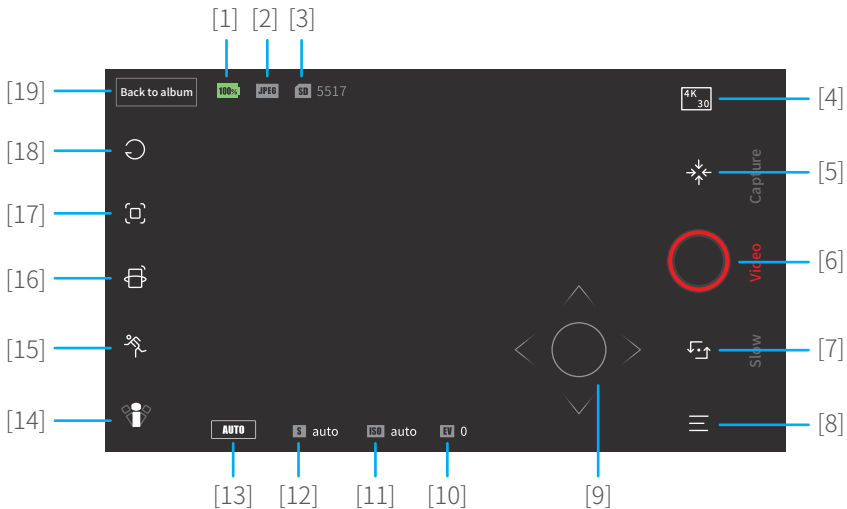 [1] [2] [3]
[19] Back to album 100% JPEG SD 5517 4K 30 [4]
[18] Capture [5]
[17]
[16] Video [6]
[15] Slow [7]
[14] AUTO S auto ISO auto EV 0 [8]
[13] [12] [11] [10] [9]